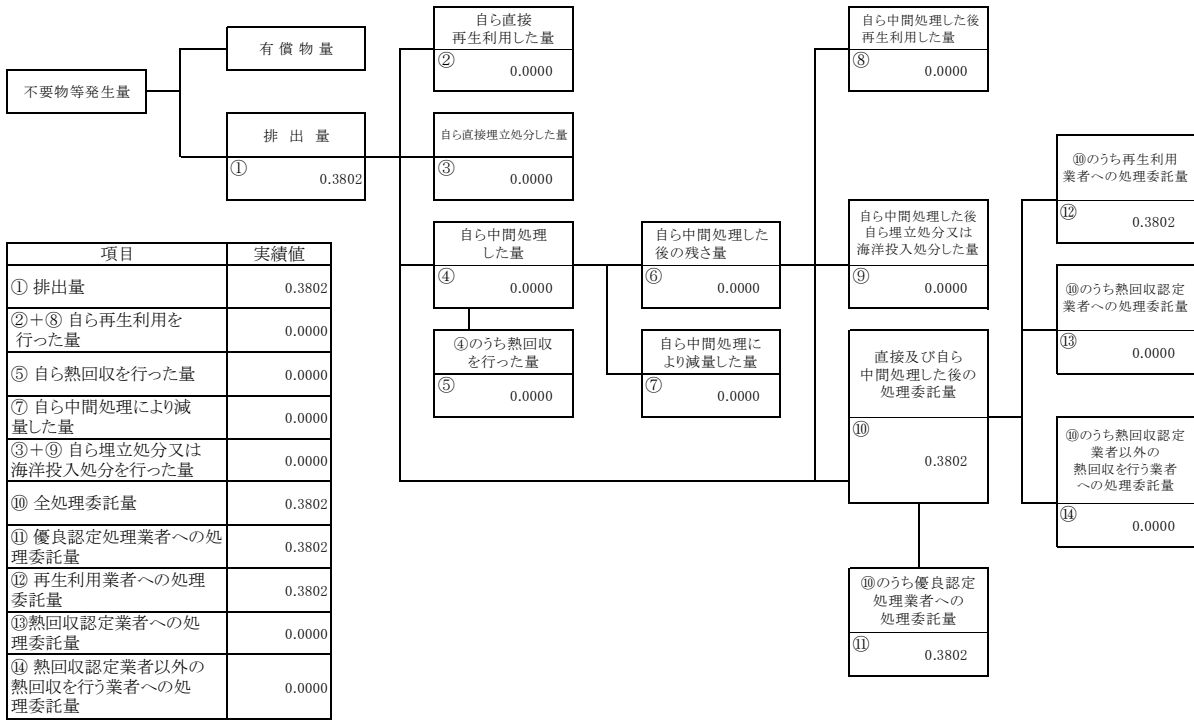 不要物等発生量
有償物量
排出量
①
0.3802
自ら直接
再生利用した量
②
0.0000
自ら直接埋立処分した量
③
0.0000
自ら中間処理
した量
④
0.0000
④のうち熱回収
を行った量
⑤
0.0000
自ら中間処理した
後の残さ量
⑥
0.0000
自ら中間処理に
より減量した量
⑦
0.0000
自ら中間処理した後
再生利用した量
⑧
0.0000
自ら中間処理した後
自ら埋立処分又は
海洋投入処分した量
⑨
0.0000
直接及び自ら
中間処理した後の
処理委託量
⑩
0.3802
⑩のうち優良認定
処理業者への
処理委託量
⑪
0.3802
⑩のうち再生利用
業者への処理委託量
⑫
0.3802
⑩のうち熱回収認定
業者への処理委託量
⑬
0.0000
⑩のうち熱回収認定
業者以外の
熱回収を行う業者
への処理委託量
⑭
0.0000
項目 実績値
① 排出量 0.3802
②+⑧ 自ら再生利用を
行った量 0.0000
⑤ 自ら熱回収を行った量 0.0000
⑦ 自ら中間処理により減
量した量 0.0000
③+⑨ 自ら埋立処分又は
海洋投入処分を行った量 0.0000
⑩ 全処理委託量 0.3802
⑪ 優良認定処理業者への処
理委託量 0.3802
⑫ 再生利用業者への処理
委託量 0.3802
⑬熱回収認定業者への処
理委託量 0.0000
⑭ 熱回収認定業者以外の
熱回収を行う業者への処
理委託量 0.0000